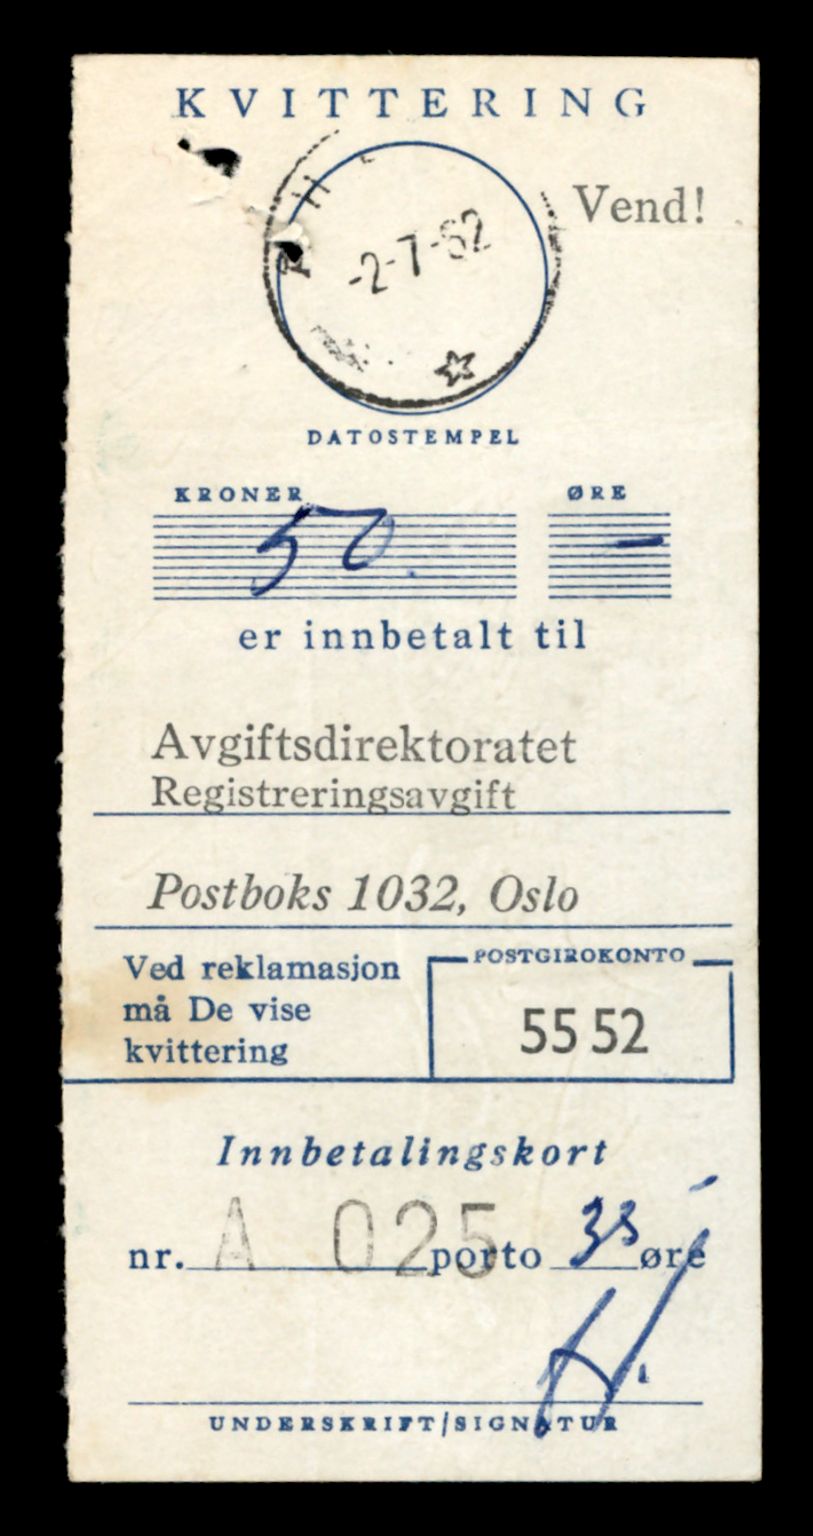 KVITTERING
Vend!
-2-7-62
DATOSTEMPEL
KRONER ØRE
50. -
er innbetalt til
Avgiftsdirektoratet
Registreringsavgift
Postboks 1032, Oslo
Ved reklamasjon
må De vise
kvittering
POSTGIROKONTO
55 52
Innbetalingskort
nr. A 025 porto 35 øre
UNDERSKRIFT/SIGNATUR